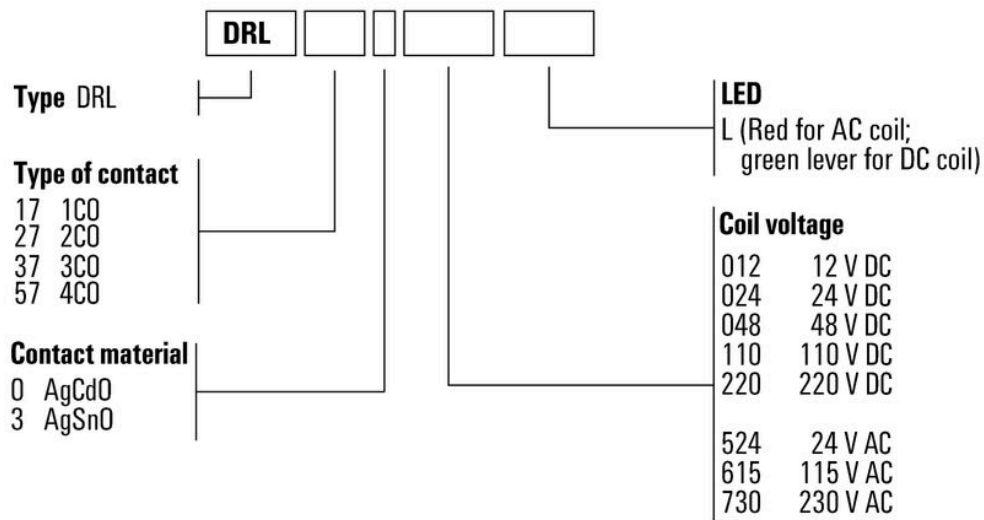 DRL
Type DRL
Type of contact
17 1CO
27 2CO
37 3CO
57 4CO
Contact material
0 AgCdO
3 AgSnO
LED
L (Red for AC coil;
green lever for DC coil)
Coil voltage
012 12 V DC
024 24 V DC
048 48 V DC
110 110 V DC
220 220 V DC
524 24 V AC
615 115 V AC
730 230 V AC